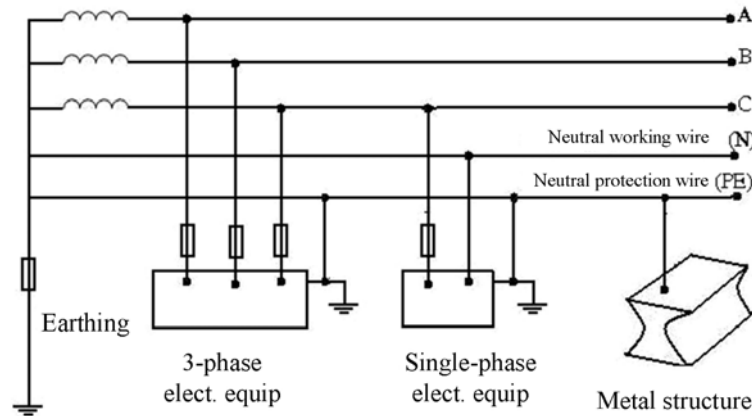 A
B
C
Neutral working wire (N)
Neutral protection wire (PE)
Earthing
3-phase
elect. equip
Single-phase
elect. equip
Metal structure